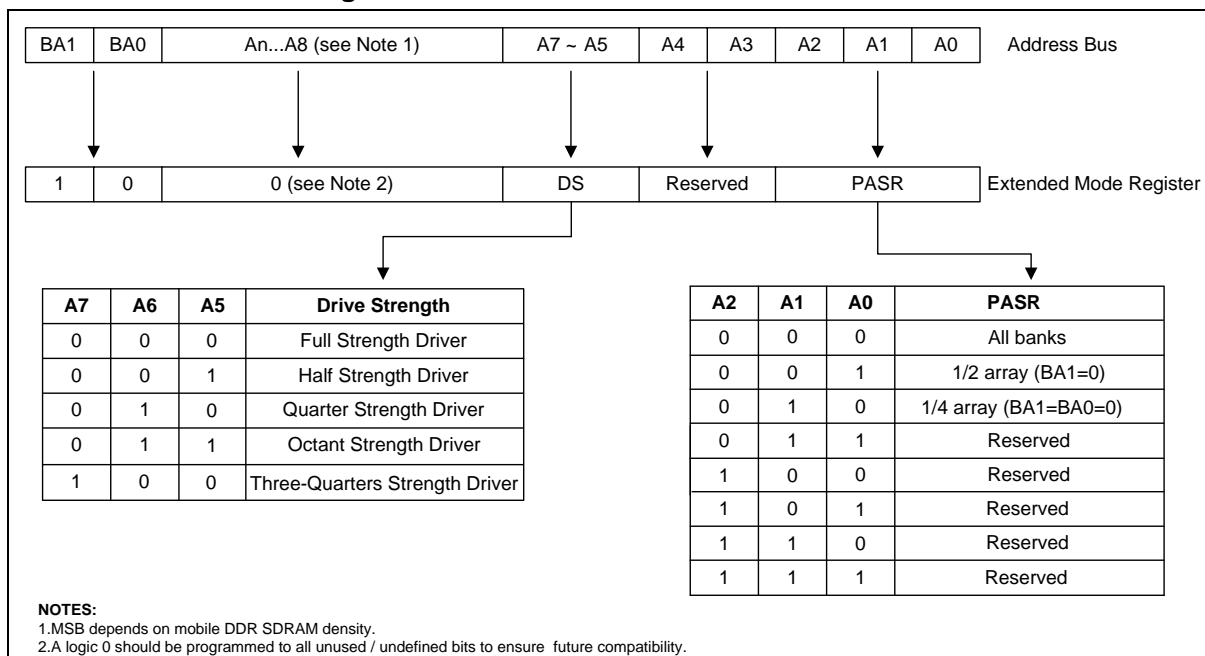 BA1 BA0 An...A8 (see Note 1) A7 ~ A5 A4 A3 A2 A1 A0 Address Bus
1 0 0 (see Note 2) DS Reserved PASR Extended Mode Register
A7 A6 A5 Drive Strength
0 0 0 Full Strength Driver
0 0 1 Half Strength Driver
0 1 0 Quarter Strength Driver
0 1 1 Octant Strength Driver
1 0 0 Three-Quarters Strength Driver
A2 A1 A0 PASR
0 0 0 All banks
0 0 1 1/2 array (BA1=0)
0 1 0 1/4 array (BA1=BA0=0)
0 1 1 Reserved
1 0 0 Reserved
1 0 1 Reserved
1 1 0 Reserved
1 1 1 Reserved
NOTES:
1.MSB depends on mobile DDR SDRAM density.
2.A logic 0 should be programmed to all unused / undefined bits to ensure future compatibility.